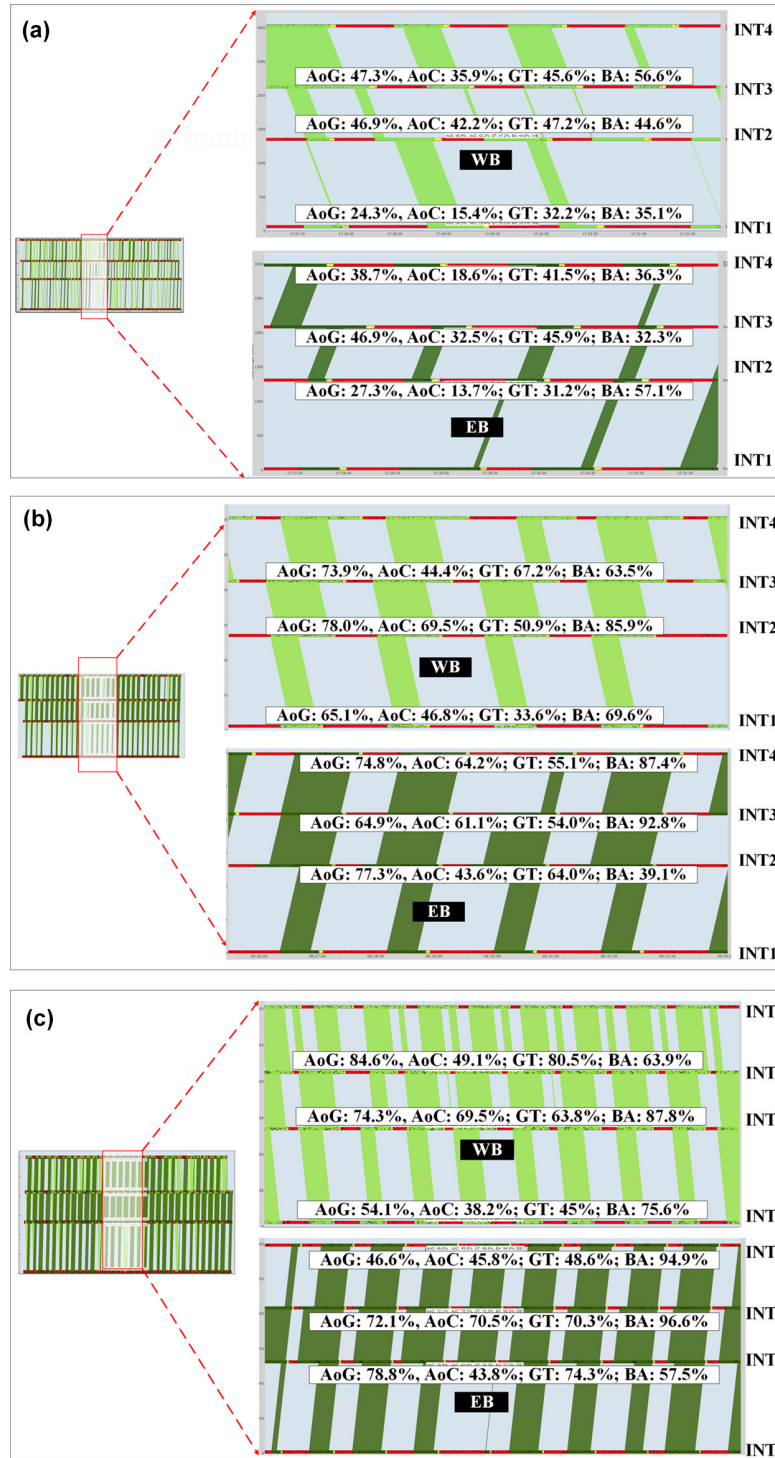 (a)
INT4
AoG: 47.3%, AoC: 35.9%; GT: 45.6%; BA: 56.6%
INT3
AoG: 46.9%, AoC: 42.2%; GT: 47.2%; BA: 44.6%
INT2
WB
AoG: 24.3%, AoC: 15.4%; GT: 32.2%; BA: 35.1%
INT1
INT4
AoG: 38.7%, AoC: 18.6%; GT: 41.5%; BA: 36.3%
INT3
AoG: 46.9%, AoC: 32.5%; GT: 45.9%; BA: 32.3%
INT2
AoG: 27.3%, AoC: 13.7%; GT: 31.2%; BA: 57.1%
EB
INT1
(b)
INT4
AoG: 73.9%, AoC: 44.4%; GT: 67.2%; BA: 63.5%
INT3
AoG: 78.0%, AoC: 69.5%; GT: 50.9%; BA: 85.9%
INT2
WB
AoG: 65.1%, AoC: 46.8%; GT: 33.6%; BA: 69.6%
INT1
INT4
AoG: 74.8%, AoC: 64.2%; GT: 55.1%; BA: 87.4%
INT3
AoG: 64.9%, AoC: 61.1%; GT: 54.0%; BA: 92.8%
INT2
AoG: 77.3%, AoC: 43.6%; GT: 64.0%; BA: 39.1%
EB
INT1
(c)
INT
AoG: 84.6%, AoC: 49.1%; GT: 80.5%; BA: 63.9%
INT
AoG: 74.3%, AoC: 69.5%; GT: 63.8%; BA: 87.8%
INT
WB
AoG: 54.1%, AoC: 38.2%; GT: 45%; BA: 75.6%
INT
INT
AoG: 46.6%, AoC: 45.8%; GT: 48.6%; BA: 94.9%
INT
AoG: 72.1%, AoC: 70.5%; GT: 70.3%; BA: 96.6%
INT
AoG: 78.8%, AoC: 43.8%; GT: 74.3%; BA: 57.5%
EB
INT